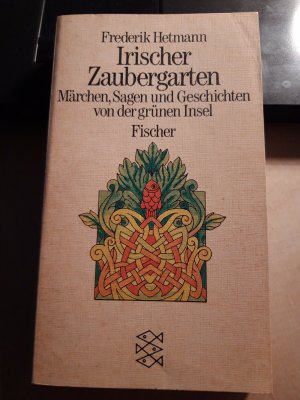 Frederik Hetmann
Irischer
Zaubergarten
Märchen, Sagen und Geschichten
von der grünen Insel
Fischer